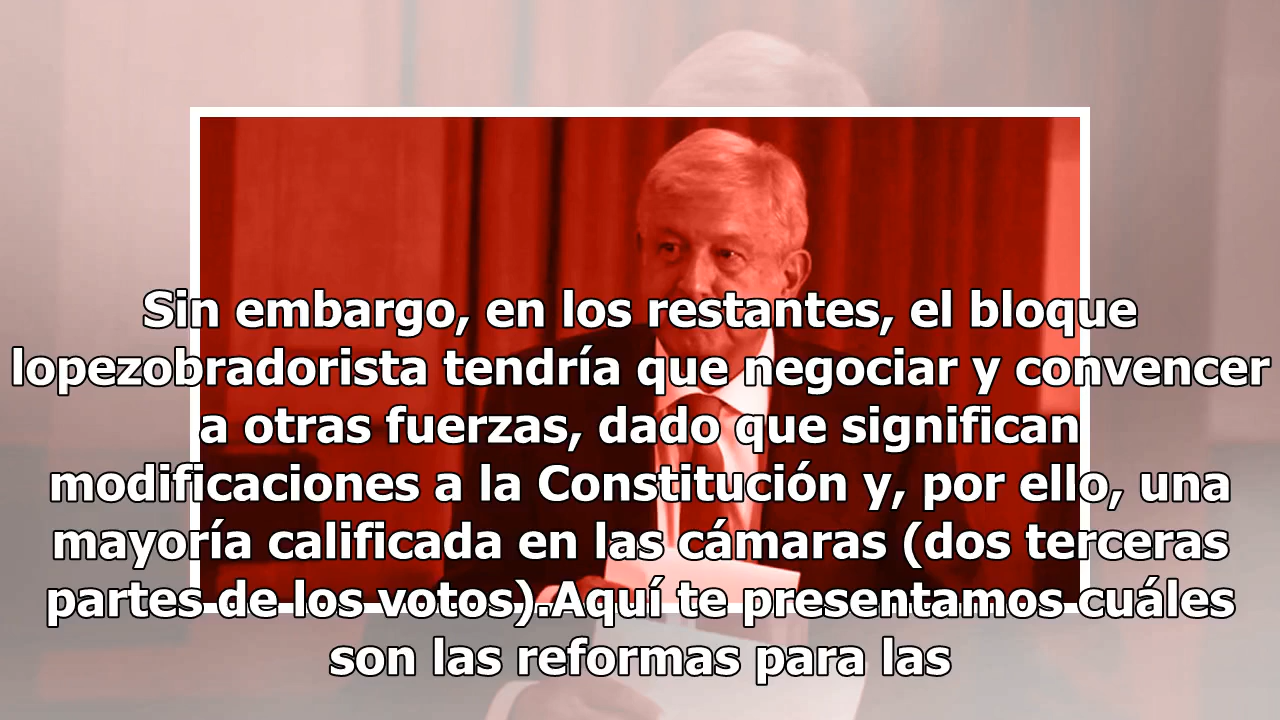 Sin embargo, en los restantes, el bloque
lopezobradorista tendría que negociar y convencer
a otras fuerzas, dado que significan
modificaciones a la Constitución y, por ello, una
mayoría calificada en las cámaras (dos terceras
partes de los votos).Aquí te presentamos cuáles
son las reformas para las